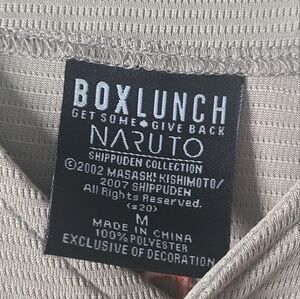 BOXLUNCH
GET SOME GIVE BACK
NARUTO
SHIPPUDEN COLLECTION
©2002 MASASHI KISHIMOTO/
2007 SHIPPUDEN
All Rights Reserved.
(s20)
M
MADE IN CHINA
100% POLYESTER
EXCLUSIVE OF DECORATION